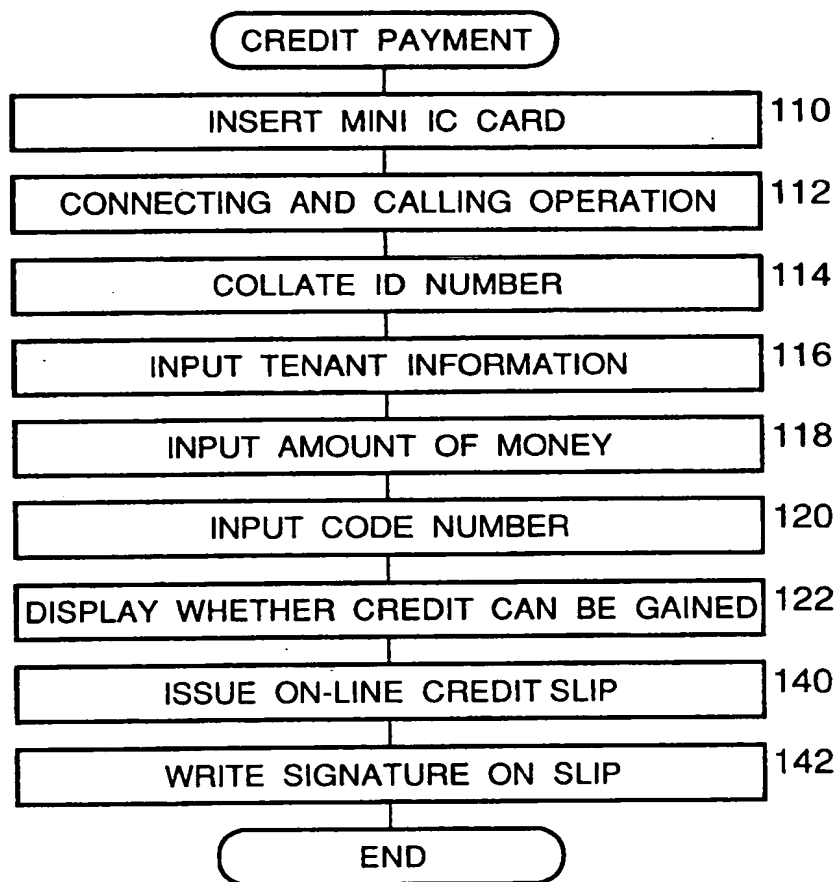 CREDIT PAYMENT
INSERT MINI IC CARD 110
CONNECTING AND CALLING OPERATION 112
COLLATE ID NUMBER 114
INPUT TENANT INFORMATION 116
INPUT AMOUNT OF MONEY 118
INPUT CODE NUMBER 120
DISPLAY WHETHER CREDIT CAN BE GAINED 122
ISSUE ON-LINE CREDIT SLIP 140
WRITE SIGNATURE ON SLIP 142
END